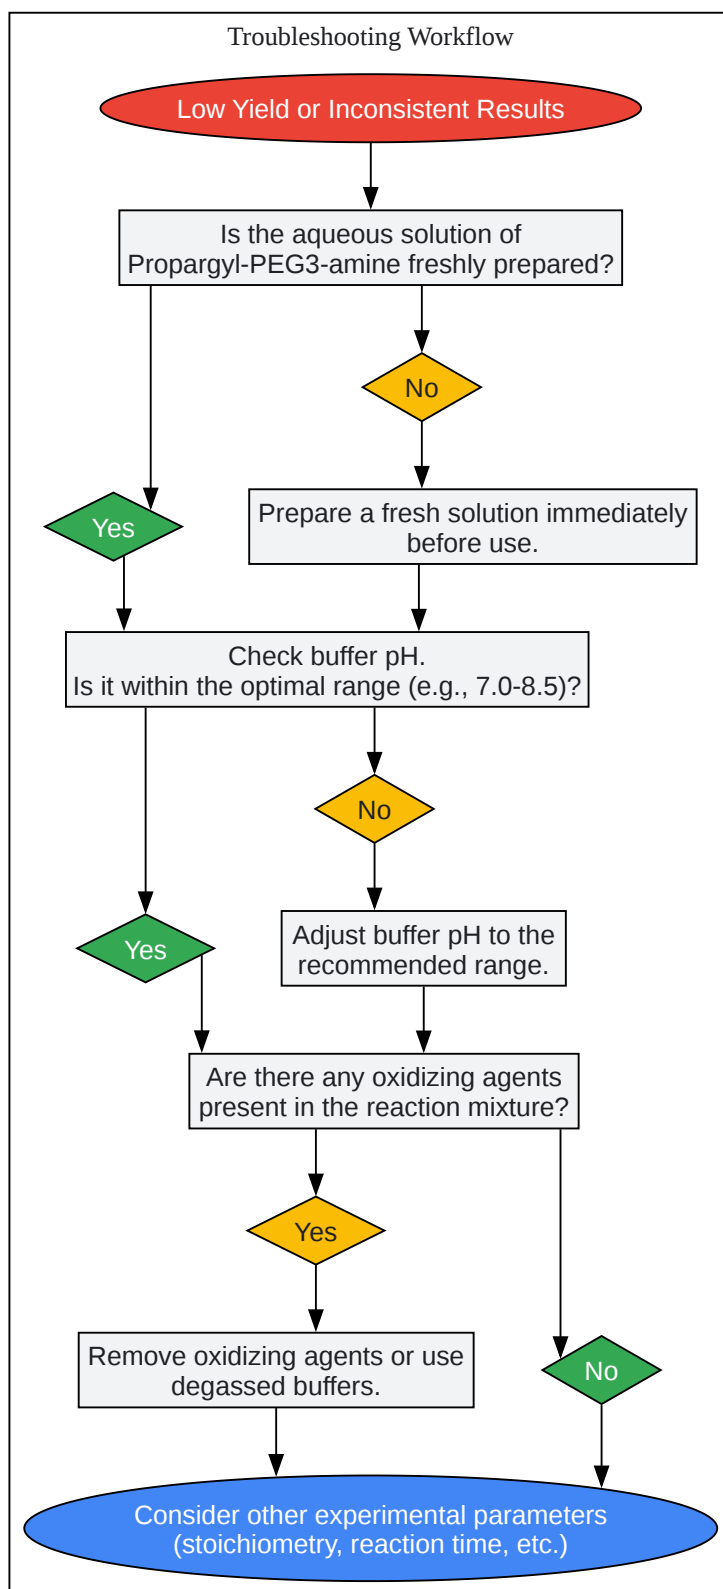 Troubleshooting Workflow
Low Yield or Inconsistent Results
Is the aqueous solution of
Propargyl-PEG3-amine freshly prepared?
No
Yes
Prepare a fresh solution immediately
before use.
Check buffer pH.
Is it within the optimal range (e.g., 7.0-8.5)?
No
Yes
Adjust buffer pH to the
recommended range.
Are there any oxidizing agents
present in the reaction mixture?
Yes
Remove oxidizing agents or use
degassed buffers.
No
Consider other experimental parameters
(stoichiometry, reaction time, etc.)